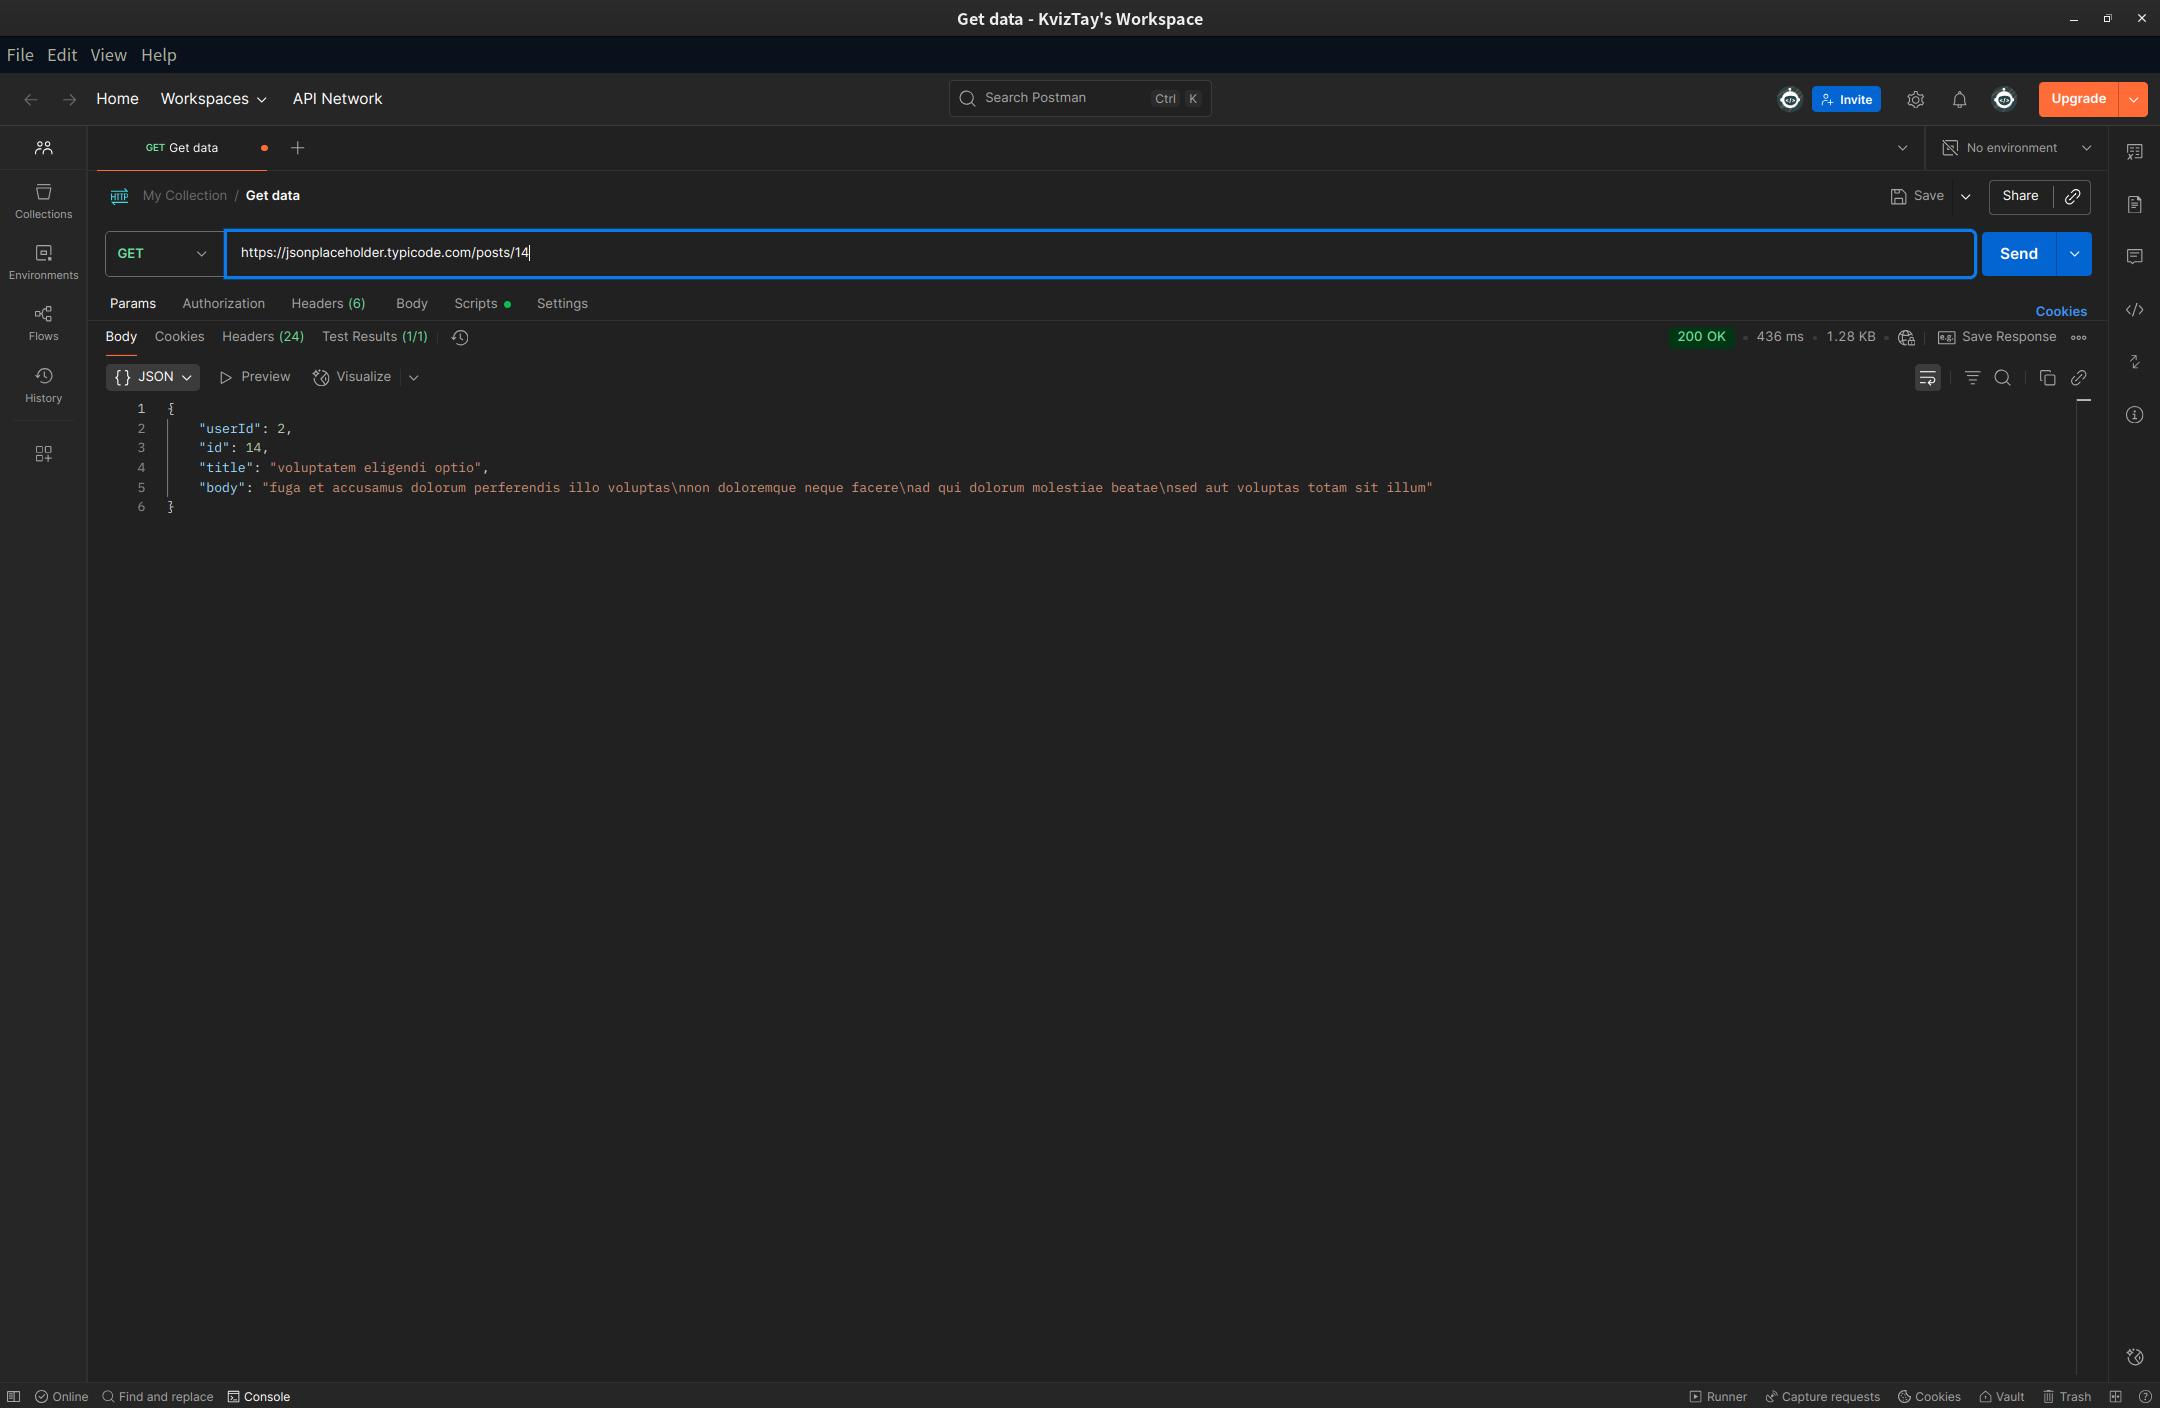 Get data - KvizTay's Workspace
File Edit View Help
Home Workspaces API Network Search Postman Ctrl K Invite Upgrade
GET Get data No environment
HTTP My Collection / Get data Save Share
GET https://jsonplaceholder.typicode.com/posts/14 Send
Params Authorization Headers (6) Body Scripts Settings Cookies
Body Cookies Headers (24) Test Results (1/1) 200 OK 436 ms 1.28 KB e.g. Save Response
{} JSON Preview Visualize
1 {
2 "userId": 2,
3 "id": 14,
4 "title": "voluptatem eligendi optio",
5 "body": "fuga et accusamus dolorum perferendis illo voluptas\nnon doloremque neque facere\nad qui dolorum molestiae beatae\nsed aut voluptas totam sit illum"
6 }
Collections
Environments
Flows
History
Online Find and replace Console Runner Capture requests Cookies Vault Trash